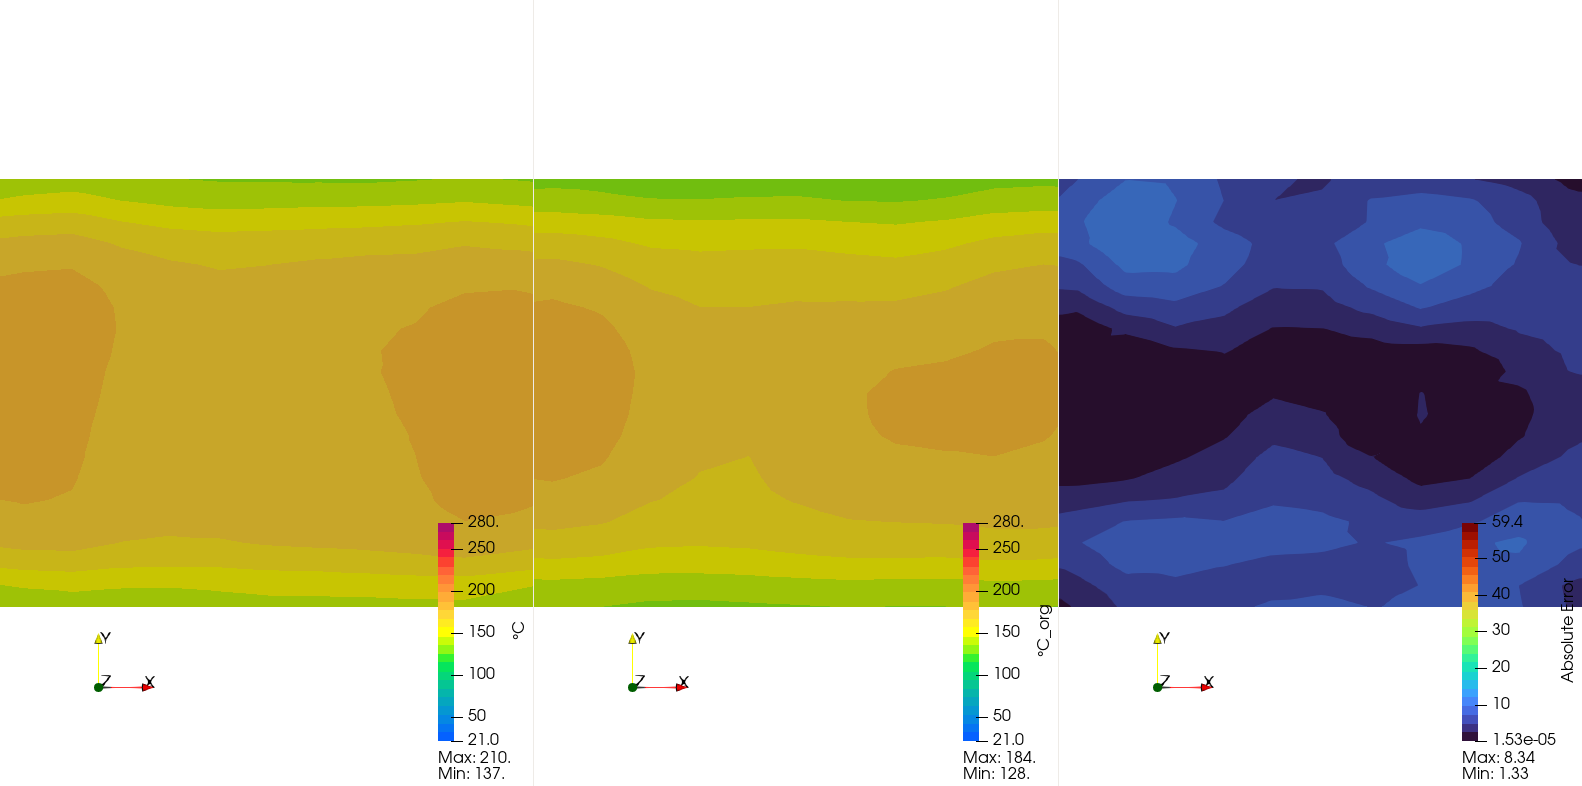 280.
250
200
150
100
50
21.0
°C
Max: 210.
Min: 137.
Y
Z
X
280.
250
200
150
100
50
21.0
°C_org
Max: 184.
Min: 128.
Y
Z
X
59.4
50
40
30
20
10
1.53e-05
Absolute Error
Max: 8.34
Min: 1.33
Y
Z
X